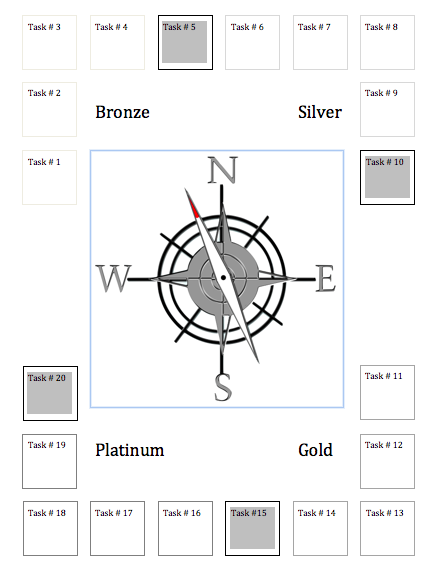 Task # 3
Task # 4
Task # 5
Task # 6
Task # 7
Task # 8
Task # 2
Bronze
Silver
Task # 9
Task # 1
N
Task # 10
W
E
Task # 20
S
Task # 11
Task # 19
Platinum
Gold
Task # 12
Task # 18
Task # 17
Task # 16
Task #15
Task # 14
Task # 13